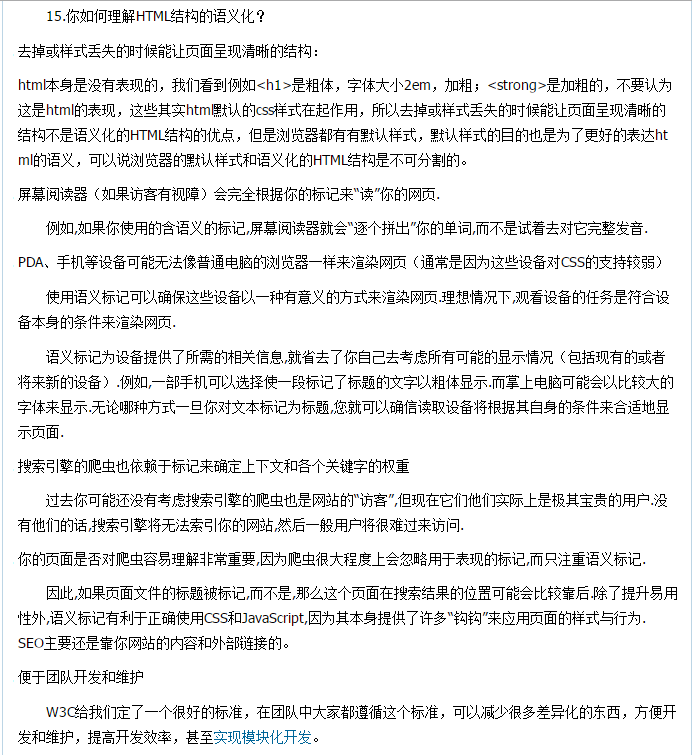 15.你如何理解HTML结构的语义化？
去掉或样式丢失的时候能让页面呈现清晰的结构：
html本身是没有表现的，我们看到例如<h1>是粗体，字体大小2em，加粗；<strong>是加粗的，不要认为
这是html的表现，这些其实html默认的css样式在起作用，所以去掉或样式丢失的时候能让页面呈现清晰的
结构不是语义化的HTML结构的优点，但是浏览器都有有默认样式，默认样式的目的也是为了更好的表达ht
ml的语义，可以说浏览器的默认样式和语义化的HTML结构是不可分割的。
屏幕阅读器（如果访客有视障）会完全根据你的标记来“读”你的网页.
例如,如果你使用的含语义的标记,屏幕阅读器就会“逐个拼出”你的单词,而不是试着去对它完整发音.
PDA、手机等设备可能无法像普通电脑的浏览器一样来渲染网页（通常是因为这些设备对CSS的支持较弱）
使用语义标记可以确保这些设备以一种有意义的方式来渲染网页.理想情况下,观看设备的任务是符合设
备本身的条件来渲染网页.
语义标记为设备提供了所需的相关信息,就省去了你自己去考虑所有可能的显示情况（包括现有的或者
将来新的设备）.例如,一部手机可以选择使一段标记了标题的文字以粗体显示.而掌上电脑可能会以比较大的
字体来显示.无论哪种方式一旦你对文本标记为标题,您就可以确信读取设备将根据其自身的条件来合适地显
示页面.
搜索引擎的爬虫也依赖于标记来确定上下文和各个关键字的权重
过去你可能还没有考虑搜索引擎的爬虫也是网站的“访客”,但现在它们他们实际上是极其宝贵的用户.没
有他们的话,搜索引擎将无法索引你的网站,然后一般用户将很难过来访问.
你的页面是否对爬虫容易理解非常重要,因为爬虫很大程度上会忽略用于表现的标记,而只注重语义标记.
因此,如果页面文件的标题被标记,而不是,那么这个页面在搜索结果的位置可能会比较靠后.除了提升易用
性外,语义标记有利于正确使用CSS和JavaScript,因为其本身提供了许多“钩钩”来应用页面的样式与行为.
SEO主要还是靠你网站的内容和外部链接的。
便于团队开发和维护
W3C给我们定了一个很好的标准，在团队中大家都遵循这个标准，可以减少很多差异化的东西，方便开
发和维护，提高开发效率，甚至实现模块化开发。